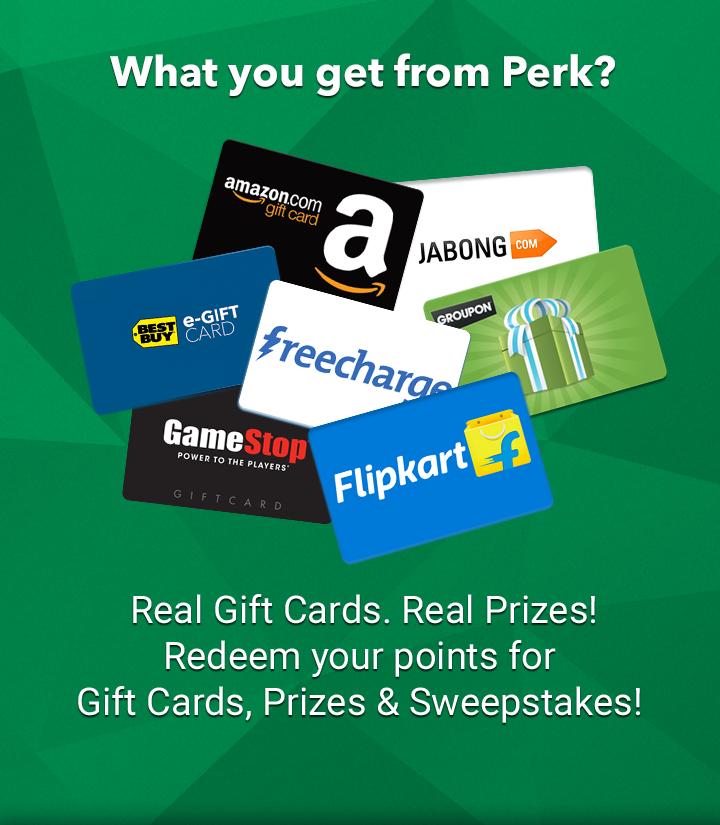 What you get from Perk?
amazon.com
gift card
a
JABONG COM
GROUPON
BEST
BUY
e-GIFT
CARD
freecharge
GameStop
POWER TO THE PLAYERS
GIFTCARD
Flipkart
f
Real Gift Cards. Real Prizes!
Redeem your points for
Gift Cards, Prizes & Sweepstakes!